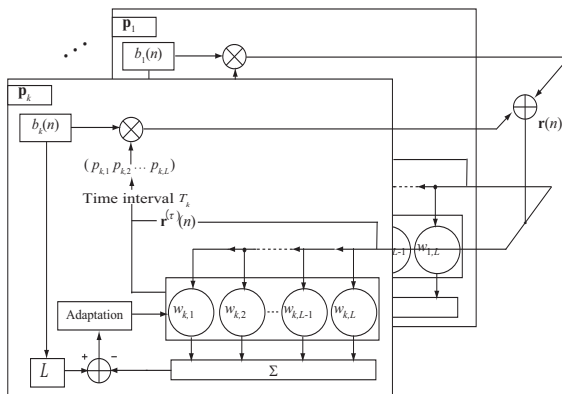 p₁
b₁(n)
pₖ
bₖ(n)
r(n)
(pₖ,₁ pₖ,₂ ... pₖ,L)
Time interval Tₖ
r⁽τ⁾(n)
L-1
w₁,L
Adaptation
wₖ,₁
wₖ,₂
...
wₖ,L-1
wₖ,L
+
−
L
Σ